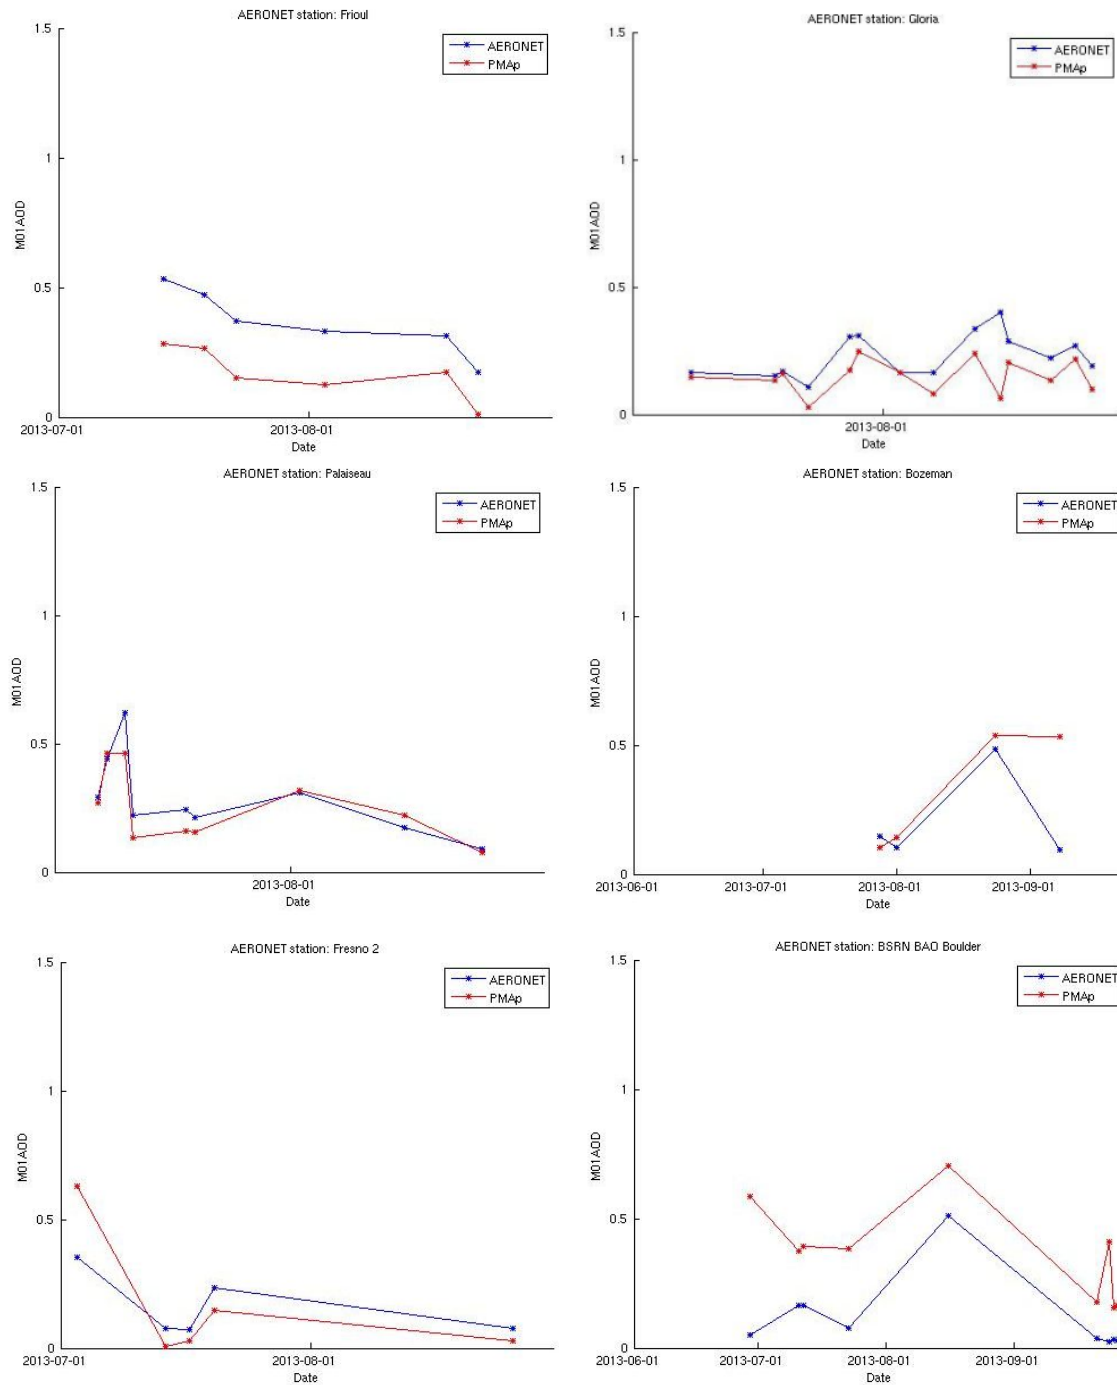 AERONET station: Frioul
AERONET
PMAp
1.5
1
0.5
0
M01AOD
2013-07-01
2013-08-01
Date
AERONET station: Gloria
AERONET
PMAp
1.5
1
0.5
0
M01AOD
2013-08-01
Date
AERONET station: Palaiseau
AERONET
PMAp
1.5
1
0.5
0
M01AOD
2013-08-01
Date
AERONET station: Bozeman
AERONET
PMAp
1.5
1
0.5
0
M01AOD
2013-06-01
2013-07-01
2013-08-01
2013-09-01
Date
AERONET station: Fresno 2
AERONET
PMAp
1.5
1
0.5
0
M01AOD
2013-07-01
2013-08-01
Date
AERONET station: BSRN BAO Boulder
AERONET
PMAp
1.5
1
0.5
0
M01AOD
2013-06-01
2013-07-01
2013-08-01
2013-09-01
Date